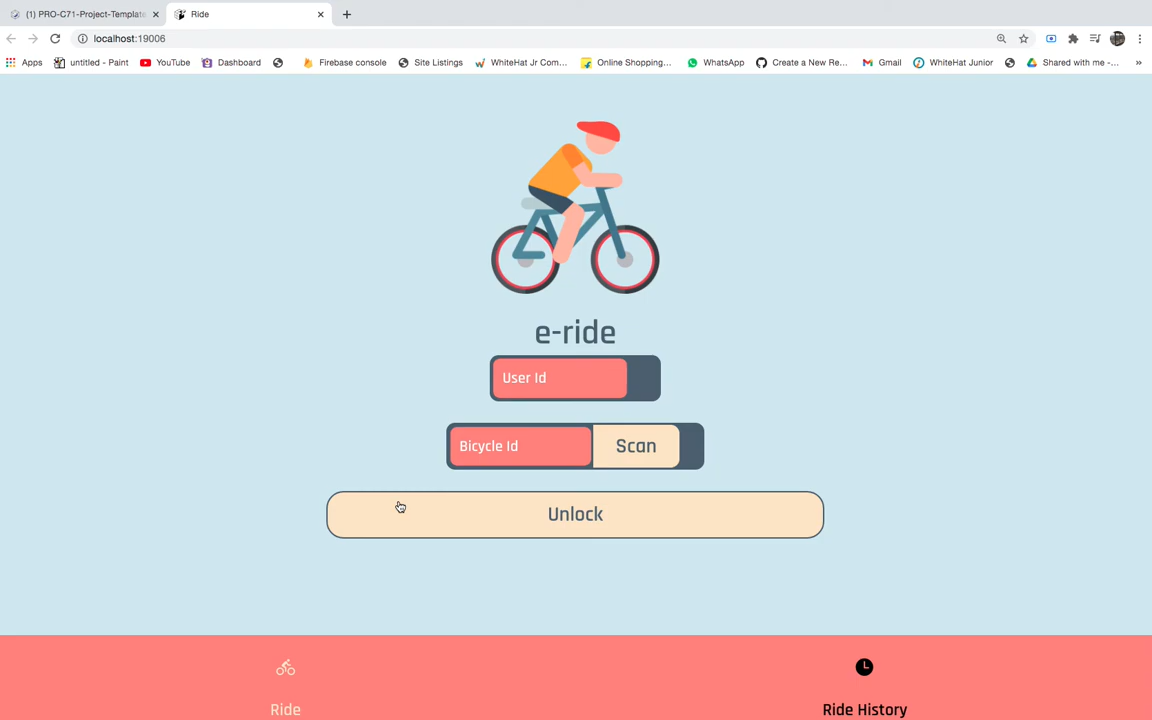 (1) PRO-C71-Project-Template
Ride
localhost:19006
Apps
untitled - Paint
YouTube
Dashboard
Firebase console
Site Listings
WhiteHat Jr Com...
Online Shopping...
WhatsApp
Create a New Re...
Gmail
WhiteHat Junior
Shared with me -...
e-ride
User Id
Bicycle Id
Scan
Unlock
Ride
Ride History